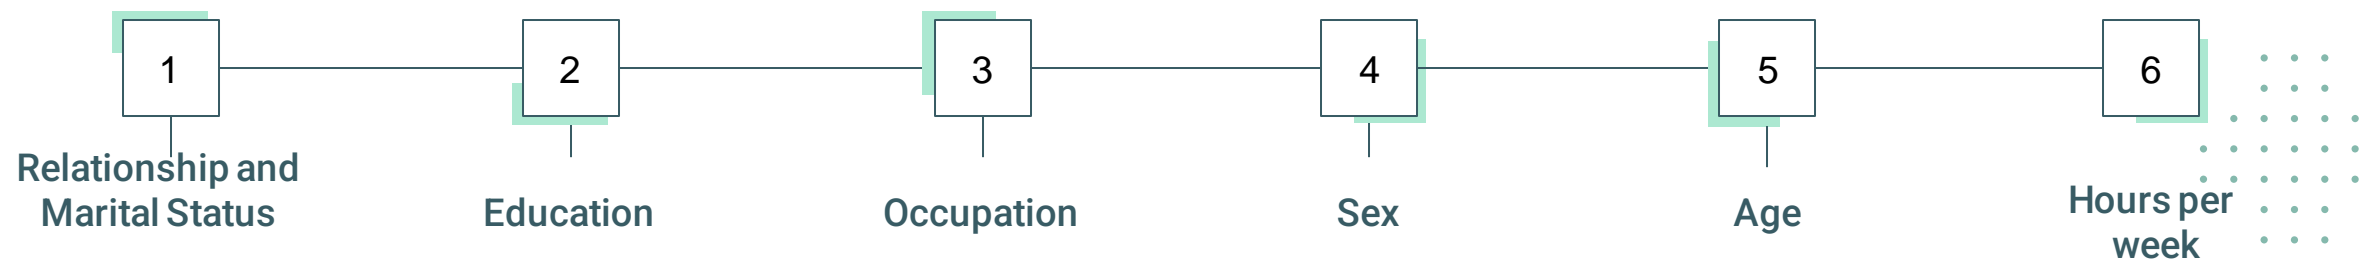 1
2
3
4
5
6
Relationship and
Marital Status
Education
Occupation
Sex
Age
Hours per
week